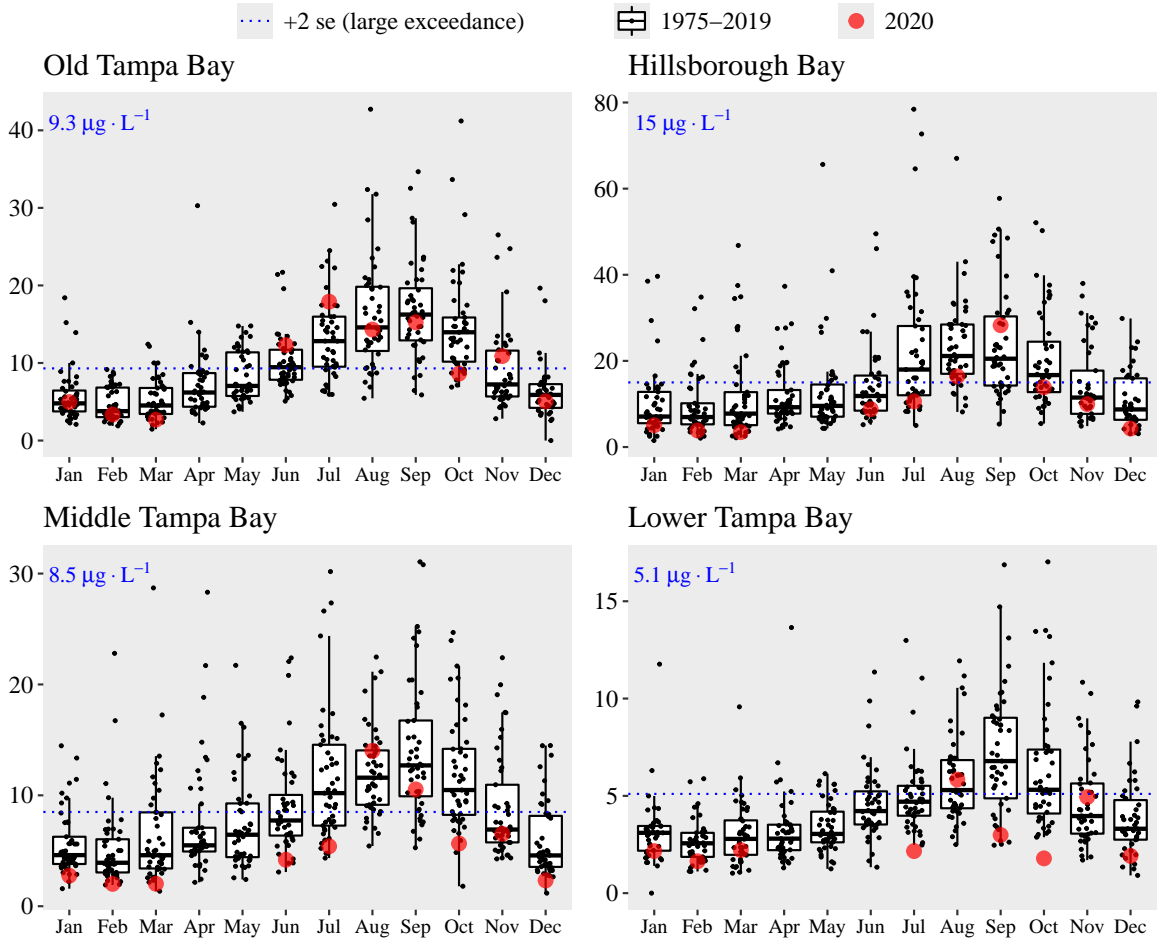 +2 se (large exceedance) 1975−2019 2020
Old Tampa Bay
9.3 μg · L⁻¹
40
30
20
10
0
Jan Feb Mar Apr May Jun Jul Aug Sep Oct Nov Dec
Hillsborough Bay
15 μg · L⁻¹
80
60
40
20
0
Jan Feb Mar Apr May Jun Jul Aug Sep Oct Nov Dec
Middle Tampa Bay
8.5 μg · L⁻¹
30
20
10
0
Jan Feb Mar Apr May Jun Jul Aug Sep Oct Nov Dec
Lower Tampa Bay
5.1 μg · L⁻¹
15
10
5
0
Jan Feb Mar Apr May Jun Jul Aug Sep Oct Nov Dec